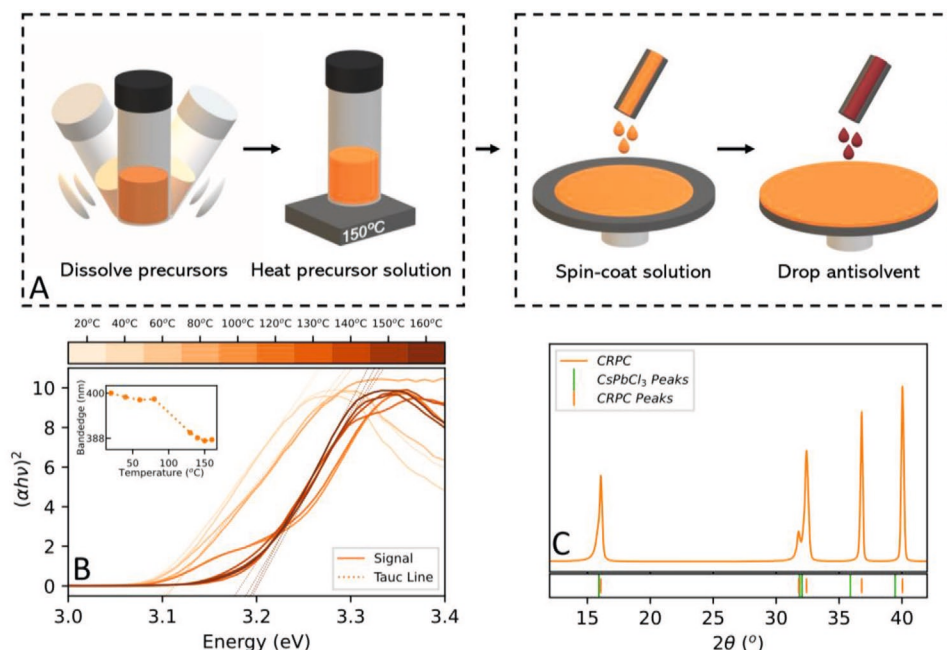 150°C
Dissolve precursors
Heat precursor solution
Spin-coat solution
Drop antisolvent
A
20°C 40°C 60°C 80°C 100°C 120°C 130°C 140°C 150°C 160°C
10
8
6
4
2
0
(αhν)²
400
388
Bandedge (nm)
50 100 150
Temperature (°C)
B
Signal
Tauc Line
3.0 3.1 3.2 3.3 3.4
Energy (eV)
CRPC
CsPbCl₃ Peaks
CRPC Peaks
C
15 20 25 30 35 40
2θ (°)